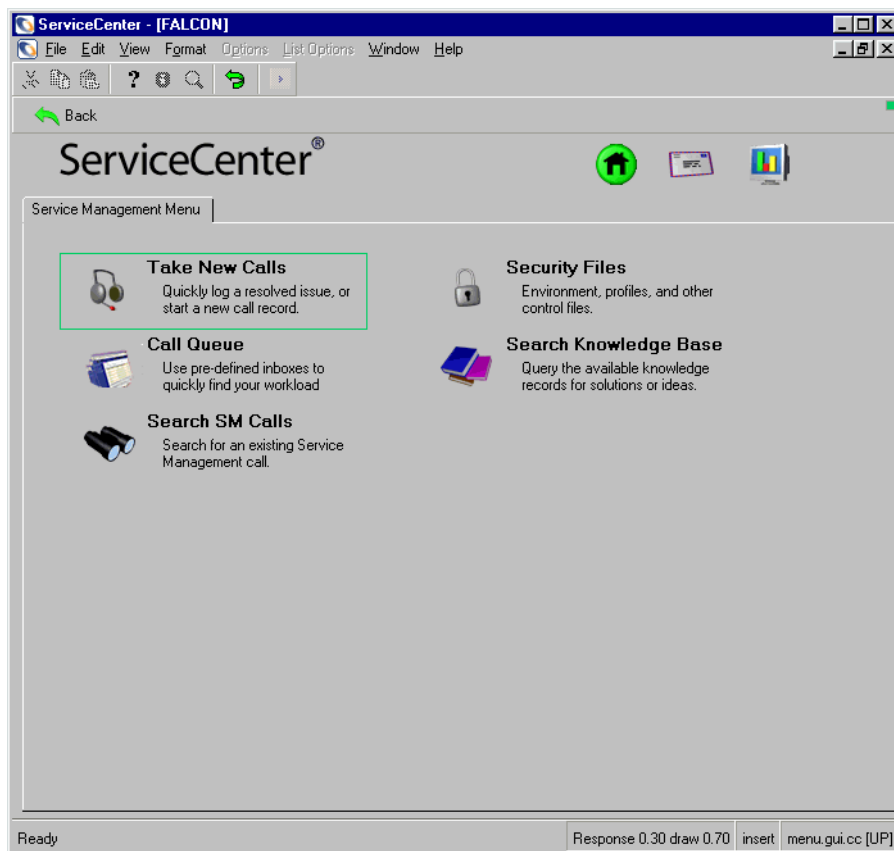 ServiceCenter - [FALCON]
File Edit View Format Options List Options Window Help
?
Back
ServiceCenter®
Service Management Menu
Take New Calls
Quickly log a resolved issue, or
start a new call record.
Security Files
Environment, profiles, and other
control files.
Call Queue
Use pre-defined inboxes to
quickly find your workload
Search Knowledge Base
Query the available knowledge
records for solutions or ideas.
Search SM Calls
Search for an existing Service
Management call.
Ready
Response 0.30 draw 0.70 insert menu.gui.cc [UP]